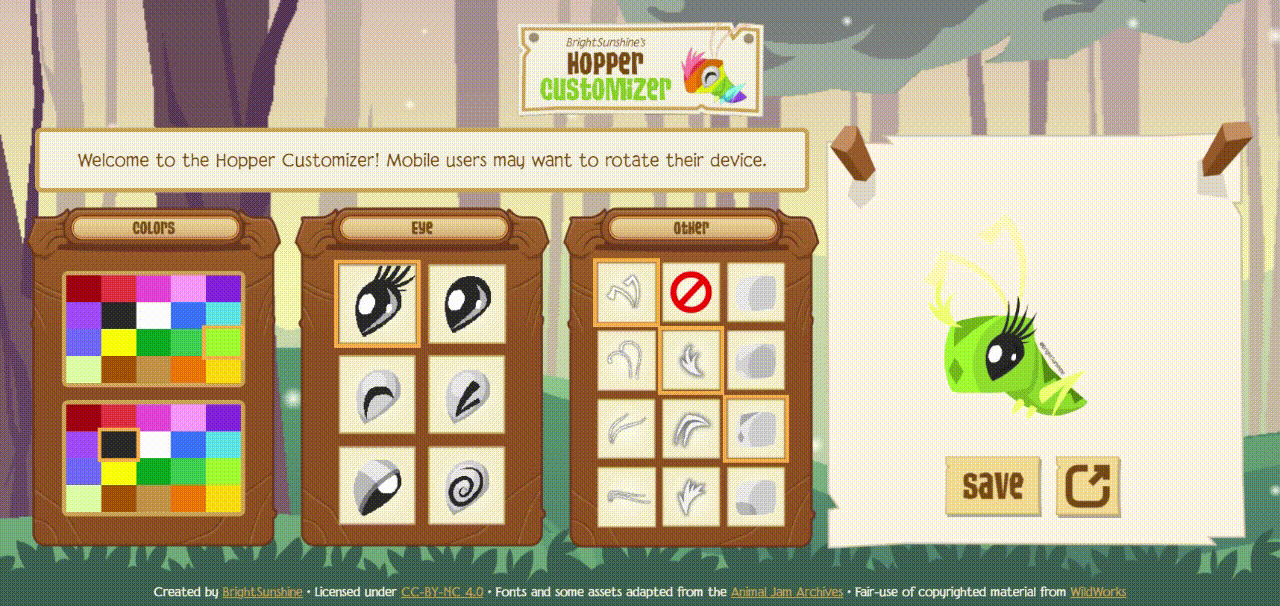 BrightSunshine's
HOPPER
CUSTOMIZER
Welcome to the Hopper Customizer! Mobile users may want to rotate their device.
Colors
Eye
Other
save
Created by BrightSunshine • Licensed under CC-BY-NC 4.0 • Fonts and some assets adapted from the Animal Jam Archives • Fair-use of copyrighted material from WildWorks